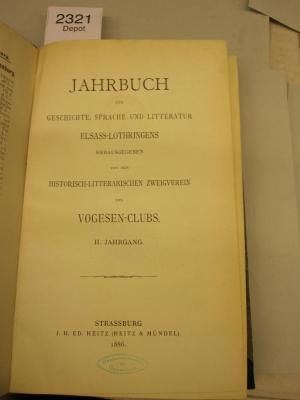 2321
Depot
JAHRBUCH
FÜR
GESCHICHTE, SPRACHE UND LITTERATUR
ELSASS-LOTHRINGENS
HERAUSGEGEBEN
VON DEM
HISTORISCH-LITTERARISCHEN ZWEIGVEREIN
DES
VOGESEN-CLUBS.
II. JAHRGANG.
STRASSBURG
J. H. ED. HEITZ (HEITZ & MÜNDEL).
1886.